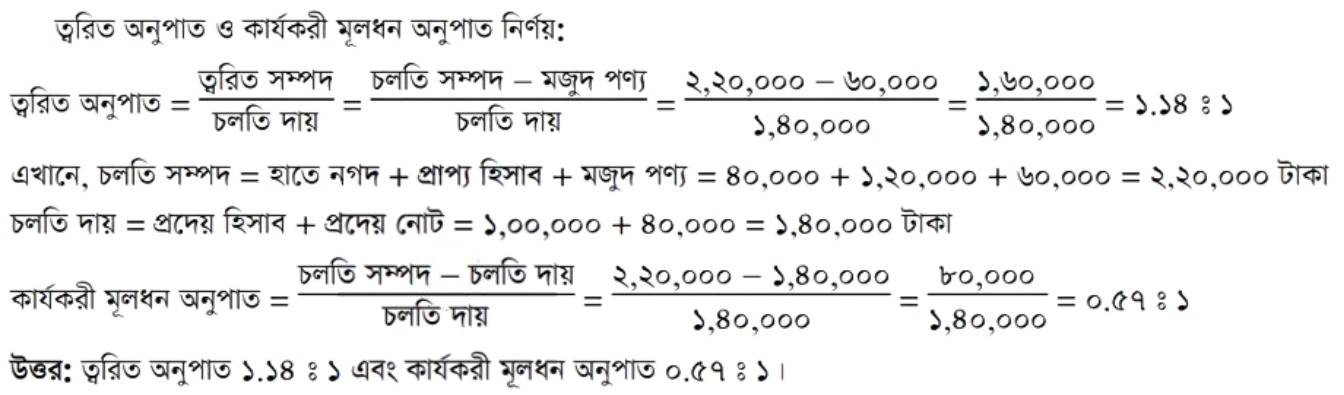 ত্বরিত অনুপাত ও কার্যকরী মূলধন অনুপাত নির্ণয়:
ত্বরিত অনুপাত = ত্বরিত সম্পদ / চলতি দায় = চলতি সম্পদ – মজুদ পণ্য / চলতি দায় = ২,২০,০০০ – ৬০,০০০ / ১,৪০,০০০ = ১,৬০,০০০ / ১,৪০,০০০ = ১.১৪ ঃ ১
এখানে, চলতি সম্পদ = হাতে নগদ + প্রাপ্য হিসাব + মজুদ পণ্য = ৪০,০০০ + ১,২০,০০০ + ৬০,০০০ = ২,২০,০০০ টাকা
চলতি দায় = প্রদেয় হিসাব + প্রদেয় নোট = ১,০০,০০০ + ৪০,০০০ = ১,৪০,০০০ টাকা
কার্যকরী মূলধন অনুপাত = চলতি সম্পদ – চলতি দায় / চলতি দায় = ২,২০,০০০ – ১,৪০,০০০ / ১,৪০,০০০ = ৮০,০০০ / ১,৪০,০০০ = ০.৫৭ ঃ ১
উত্তর: ত্বরিত অনুপাত ১.১৪ ঃ ১ এবং কার্যকরী মূলধন অনুপাত ০.৫৭ ঃ ১।